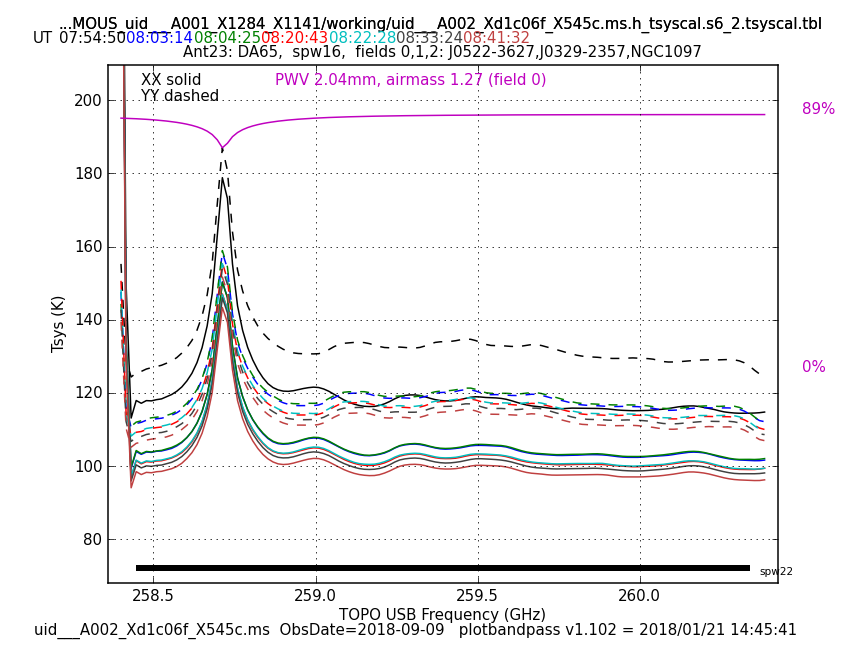 ...MOUS_uid___A001_X1284_X1141/working/uid___A002_Xd1c06f_X545c.ms.h_tsyscal.s6_2.tsyscal.tbl
UT 07:54:50 08:03:14 08:04:25 08:20:43 08:22:28 08:33:24 08:41:32
Ant23: DA65, spw16, fields 0,1,2: J0522-3627,J0329-2357,NGC1097
XX solid
PWV 2.04mm, airmass 1.27 (field 0)
YY dashed
89%
0%
200
180
160
140
120
100
80
Tsys (K)
spw22
258.5
259.0
259.5
260.0
TOPO USB Frequency (GHz)
uid___A002_Xd1c06f_X545c.ms ObsDate=2018-09-09 plotbandpass v1.102 = 2018/01/21 14:45:41